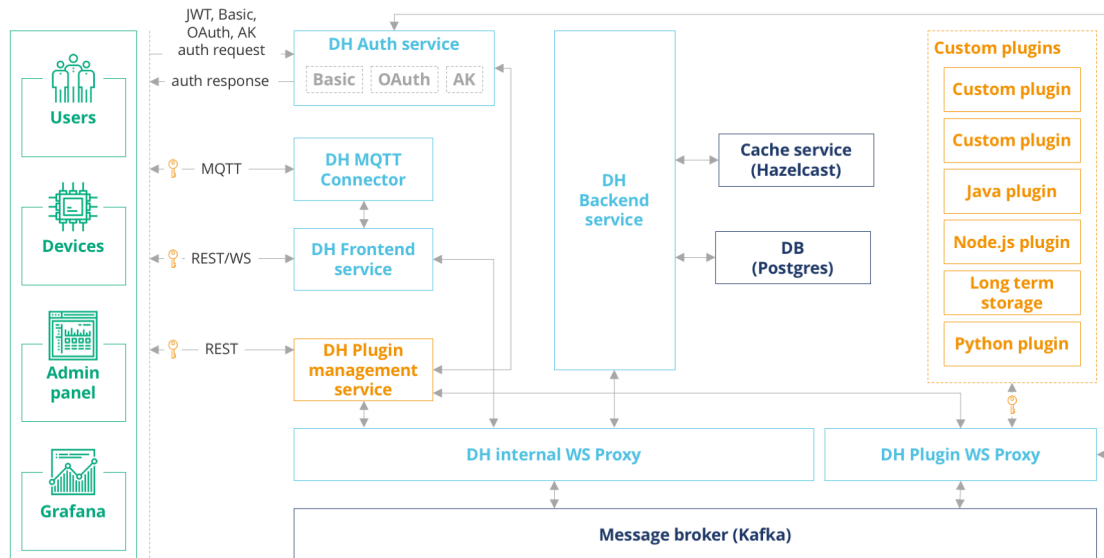 Users
Devices
Admin
panel
Grafana
JWT, Basic,
OAuth, AK
auth request
auth response
MQTT
REST/WS
REST
DH Auth service
Basic
OAuth
AK
DH MQTT
Connector
DH Frontend
service
DH Plugin
management
service
DH
Backend
service
Cache service
(Hazelcast)
DB
(Postgres)
Custom plugins
Custom plugin
Custom plugin
Java plugin
Node.js plugin
Long term
storage
Python plugin
DH internal WS Proxy
DH Plugin WS Proxy
Message broker (Kafka)